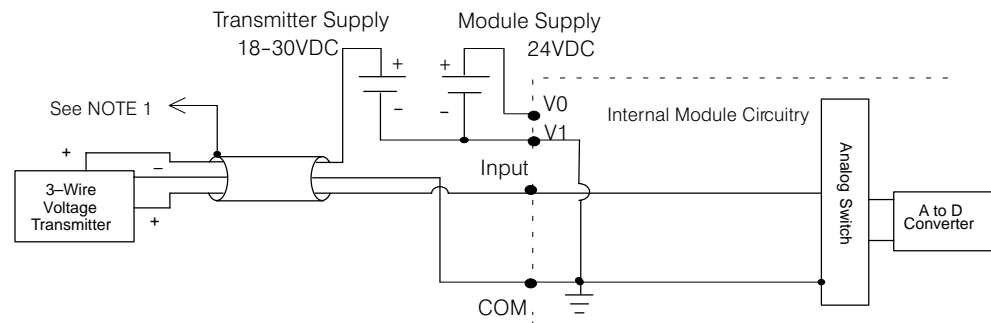 Transmitter Supply
18–30VDC
Module Supply
24VDC
+
–
+
–
See NOTE 1
V0
V1
Internal Module Circuitry
Input
+
–
+
3–Wire
Voltage
Transmitter
Analog Switch
A to D
Converter
COM